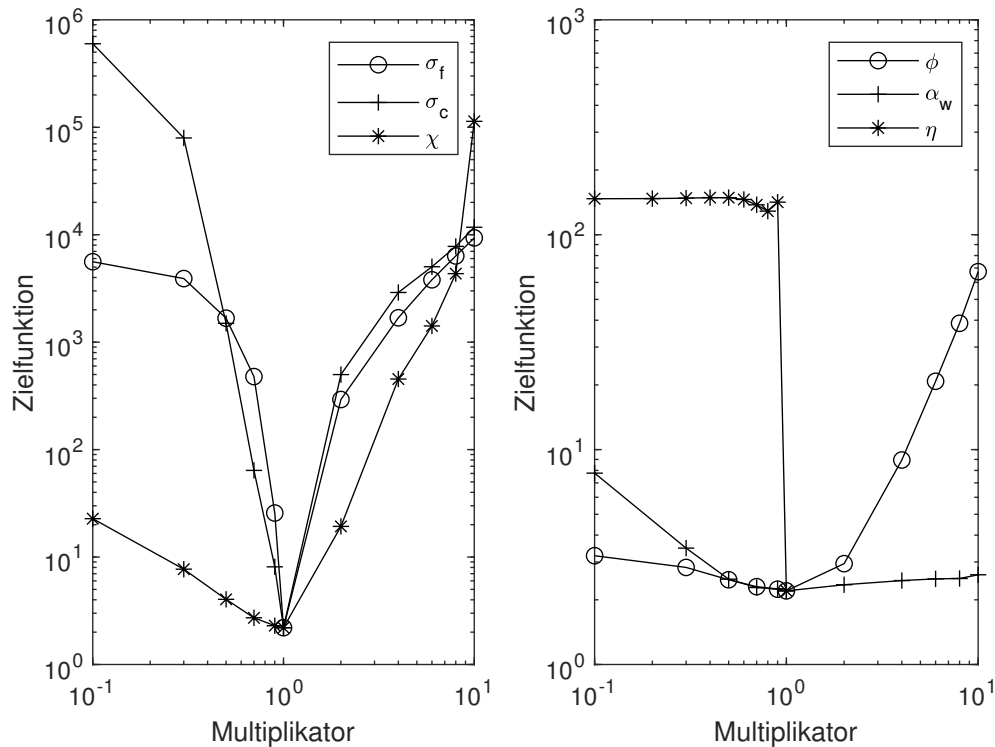 10^6
10^5
10^4
10^3
10^2
10^1
10^0
Zielfunktion
10^-1
10^0
10^1
Multiplikator
σ_f
σ_c
χ
10^3
10^2
10^1
10^0
Zielfunktion
10^-1
10^0
10^1
Multiplikator
ϕ
α_w
η